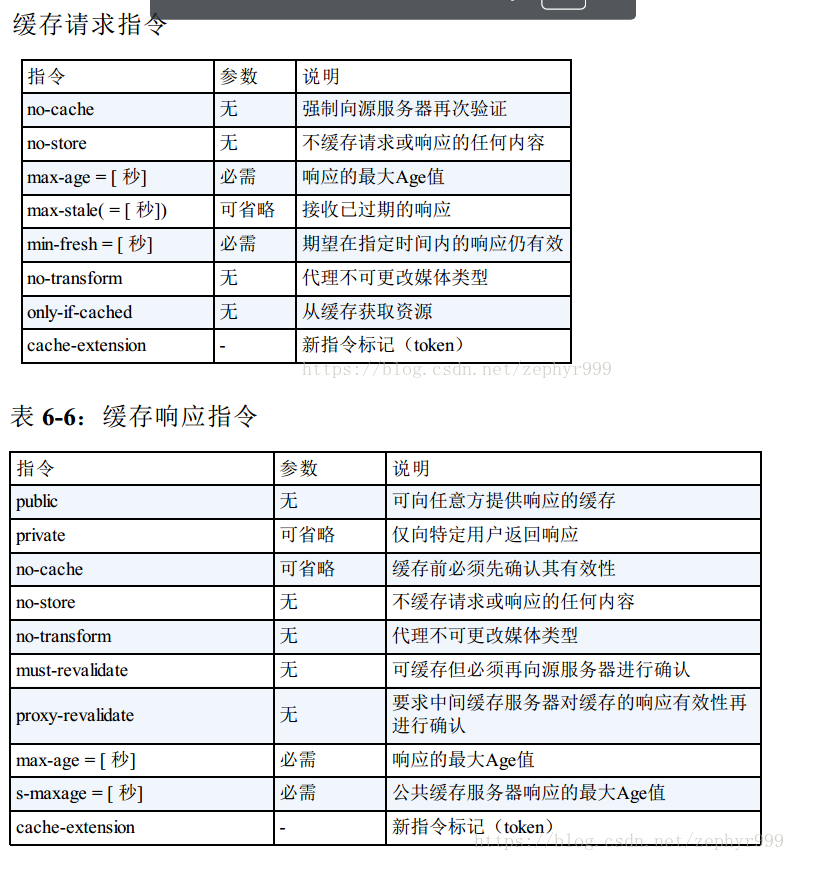 缓存请求指令
指令 参数 说明
no-cache 无 强制向源服务器再次验证
no-store 无 不缓存请求或响应的任何内容
max-age = [ 秒] 必需 响应的最大Age值
max-stale( = [ 秒]) 可省略 接收已过期的响应
min-fresh = [ 秒] 必需 期望在指定时间内的响应仍有效
no-transform 无 代理不可更改媒体类型
only-if-cached 无 从缓存获取资源
cache-extension - 新指令标记（token）
https://blog.csdn.net/zephyr999
表 6-6：缓存响应指令
指令 参数 说明
public 无 可向任意方提供响应的缓存
private 可省略 仅向特定用户返回响应
no-cache 可省略 缓存前必须先确认其有效性
no-store 无 不缓存请求或响应的任何内容
no-transform 无 代理不可更改媒体类型
must-revalidate 无 可缓存但必须再向源服务器进行确认
proxy-revalidate 无 要求中间缓存服务器对缓存的响应有效性再
进行确认
max-age = [ 秒] 必需 响应的最大Age值
s-maxage = [ 秒] 必需 公共缓存服务器响应的最大Age值
cache-extension - 新指令标记（token）
https://blog.csdn.net/zephyr999